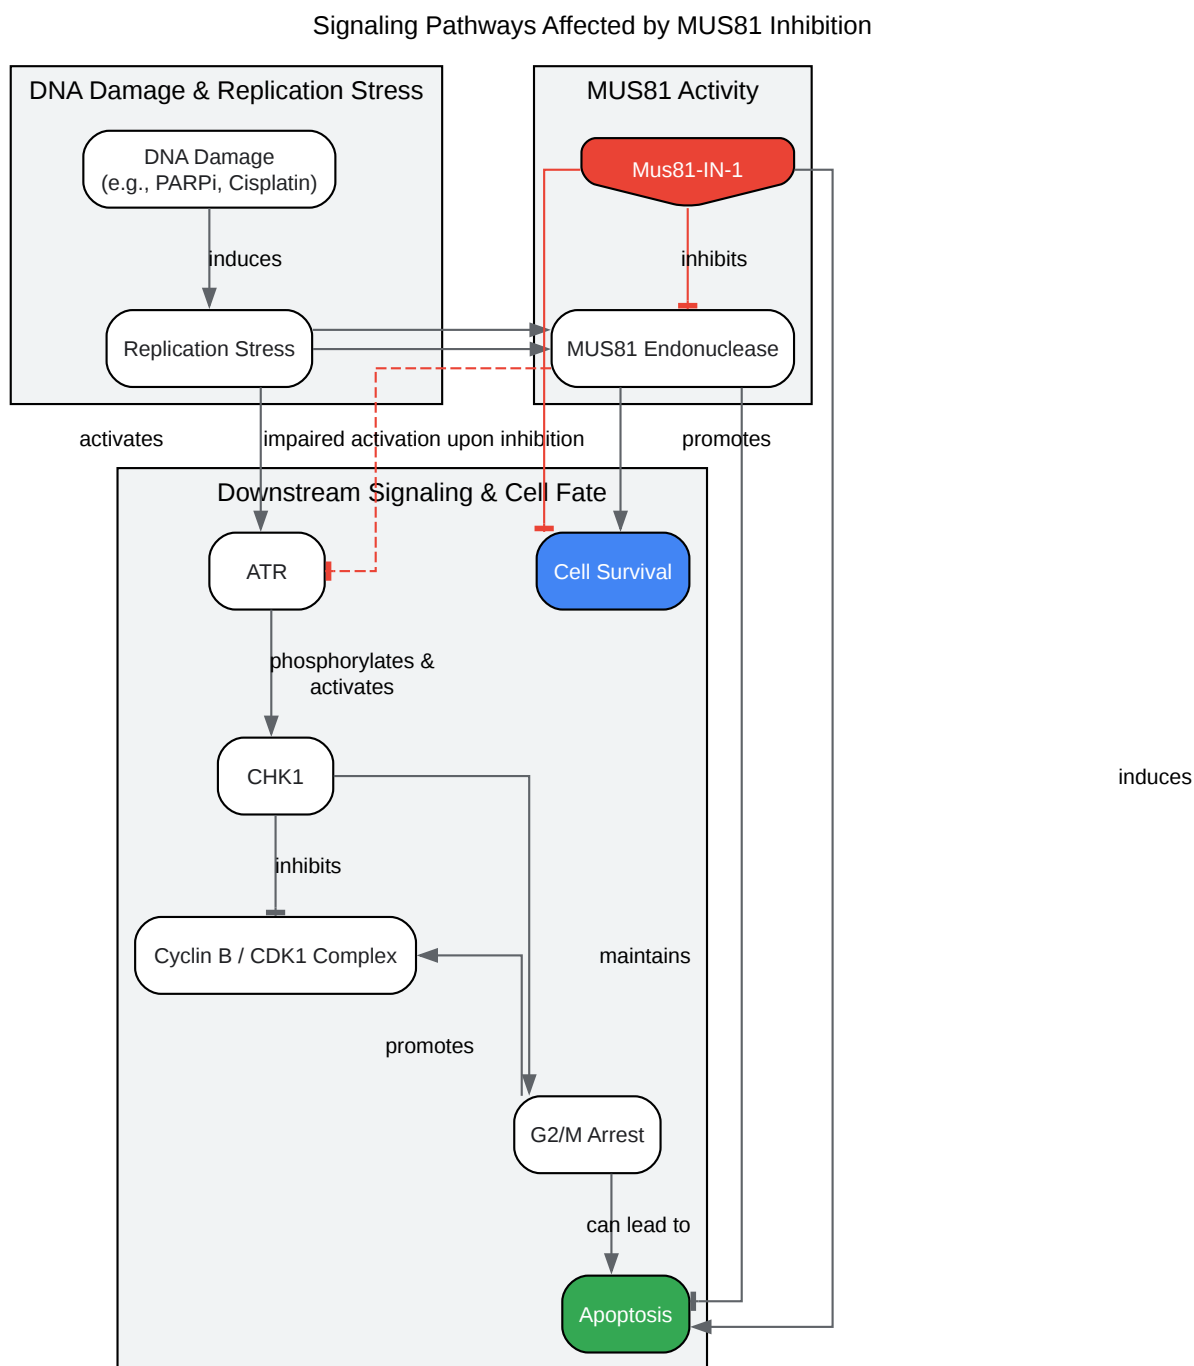 Signaling Pathways Affected by MUS81 Inhibition
DNA Damage & Replication Stress
MUS81 Activity
DNA Damage
(e.g., PARPi, Cisplatin)
Mus81-IN-1
induces
inhibits
Replication Stress
MUS81 Endonuclease
activates
impaired activation upon inhibition
promotes
Downstream Signaling & Cell Fate
ATR
Cell Survival
phosphorylates &
activates
CHK1
induces
inhibits
Cyclin B / CDK1 Complex
maintains
promotes
G2/M Arrest
can lead to
Apoptosis